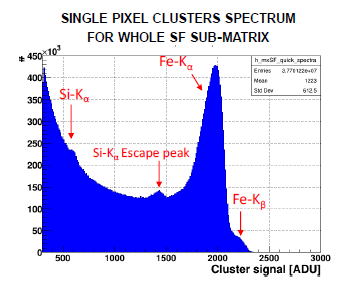 SINGLE PIXEL CLUSTERS SPECTRUM
FOR WHOLE SF SUB-MATRIX
# 450 ×10³
400
350
300
250
200
150
100
50
0
Fe-Kα
Si-Kα
Si-Kα Escape peak
Fe-Kβ
h_mxSF_quick_spectra
Entries 3.770122e+07
Mean 1223
Std Dev 612.5
500 1000 1500 2000 2500 3000
Cluster signal [ADU]